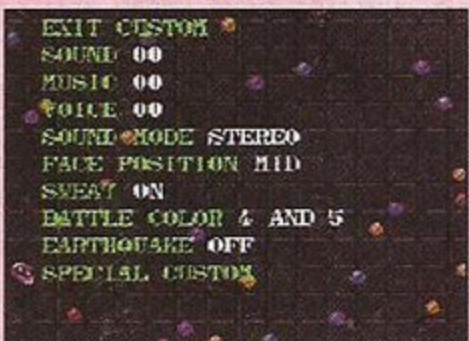 EXIT CUSTOM
SOUND 00
MUSIC 00
VOICE 00
SOUND MODE STEREO
FACE POSITION MID
SWEAT ON
BATTLE COLOR 4 AND 5
EARTHQUAKE OFF
SPECIAL CUSTOM